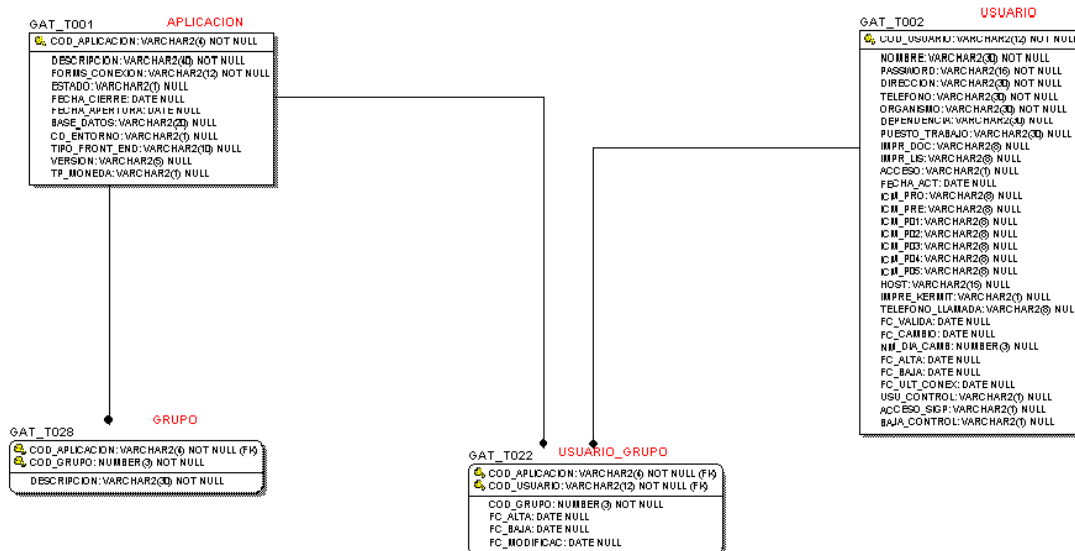 APLICACION
GAT_T001
COD_APLICACION: VARCHAR2(4) NOT NULL
DESCRIPCION: VARCHAR2(40) NOT NULL
FORMS_CONEXION: VARCHAR2(12) NOT NULL
ESTADO: VARCHAR2(1) NULL
FECHA_CIERRE: DATE NULL
FECHA_APERTURA: DATE NULL
BASE_DATOS: VARCHAR2(20) NULL
CD_ENTORNO: VARCHAR2(1) NULL
TIPO_FRONT_END: VARCHAR2(10) NULL
VERSION: VARCHAR2(5) NULL
TP_MONEDA: VARCHAR2(1) NULL
USUARIO
GAT_T002
COD_USUARIO: VARCHAR2(12) NOT NULL
NOMBRE: VARCHAR2(30) NOT NULL
PASSWORD: VARCHAR2(16) NOT NULL
DIRECCION: VARCHAR2(30) NOT NULL
TELEFONO: VARCHAR2(30) NOT NULL
ORGANISMO: VARCHAR2(30) NOT NULL
DEPENDENCIA: VARCHAR2(30) NULL
PUESTO_TRABAJO: VARCHAR2(30) NULL
IMPR_DOC: VARCHAR2(8) NULL
IMPR_LIS: VARCHAR2(8) NULL
ACCESO: VARCHAR2(1) NULL
FECHA_ACT: DATE NULL
ICM_PRO: VARCHAR2(8) NULL
ICM_PRE: VARCHAR2(8) NULL
ICM_PD1: VARCHAR2(8) NULL
ICM_PD2: VARCHAR2(8) NULL
ICM_PD3: VARCHAR2(8) NULL
ICM_PD4: VARCHAR2(8) NULL
ICM_PD5: VARCHAR2(8) NULL
HOST: VARCHAR2(15) NULL
IMPRE_KERMIT: VARCHAR2(1) NULL
TELEFONO_LLAMADA: VARCHAR2(8) NUL
FC_VALIDA: DATE NULL
FC_CAMBIO: DATE NULL
NM_DIA_CAMB: NUMBER(3) NULL
FC_ALTA: DATE NULL
FC_BAJA: DATE NULL
FC_ULT_CONEX: DATE NULL
USU_CONTROL: VARCHAR2(1) NULL
ACCESO_SIGP: VARCHAR2(1) NULL
BAJA_CONTROL: VARCHAR2(1) NULL
GRUPO
GAT_T028
COD_APLICACION: VARCHAR2(4) NOT NULL (FK)
COD_GRUPO: NUMBER(3) NOT NULL
DESCRIPCION: VARCHAR2(30) NOT NULL
USUARIO_GRUPO
GAT_T022
COD_APLICACION: VARCHAR2(4) NOT NULL (FK)
COD_USUARIO: VARCHAR2(12) NOT NULL (FK)
COD_GRUPO: NUMBER(3) NOT NULL
FC_ALTA: DATE NULL
FC_BAJA: DATE NULL
FC_MODIFICAC: DATE NULL